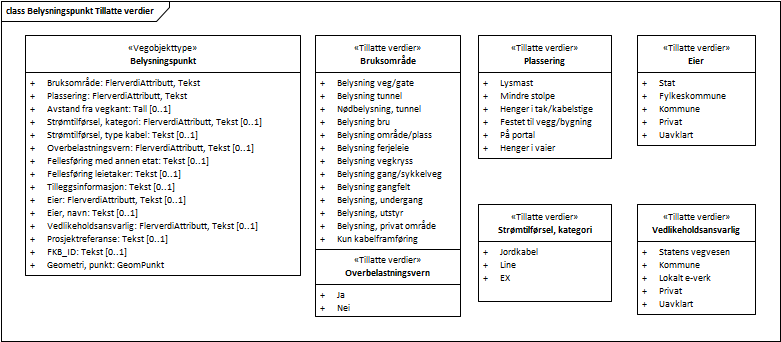 class Belysningspunkt Tillatte verdier
«Vegobjekttype»
Belysningspunkt
+ Bruksområde: FlerverdiAttributt, Tekst
+ Plassering: FlerverdiAttributt, Tekst
+ Avstand fra vegkant: Tall [0..1]
+ Strømtilførsel, kategori: FlerverdiAttributt, Tekst [0..1]
+ Strømtilførsel, type kabel: Tekst [0..1]
+ Overbelastningsvern: FlerverdiAttributt, Tekst [0..1]
+ Fellesføring med annen etat: Tekst [0..1]
+ Fellesføring leietaker: Tekst [0..1]
+ Tilleggsinformasjon: Tekst [0..1]
+ Eier: FlerverdiAttributt, Tekst [0..1]
+ Eier, navn: Tekst [0..1]
+ Vedlikeholdsansvarlig: FlerverdiAttributt, Tekst [0..1]
+ Prosjektreferanse: Tekst [0..1]
+ FKB_ID: Tekst [0..1]
+ Geometri, punkt: GeomPunkt
«Tillatte verdier»
Bruksområde
+ Belysning veg/gate
+ Belysning tunnel
+ Nødbelysning, tunnel
+ Belysning bru
+ Belysning område/plass
+ Belysning ferjeleie
+ Belysning vegkryss
+ Belysning gang/sykkelveg
+ Belysning gangfelt
+ Belysning, undergang
+ Belysning, utstyr
+ Belysning, privat område
+ Kun kabelframføring
«Tillatte verdier»
Overbelastningsvern
+ Ja
+ Nei
«Tillatte verdier»
Plassering
+ Lysmast
+ Mindre stolpe
+ Henger i tak/kabelstige
+ Festet til vegg/bygning
+ På portal
+ Henger i vaier
«Tillatte verdier»
Eier
+ Stat
+ Fylkeskommune
+ Kommune
+ Privat
+ Uavklart
«Tillatte verdier»
Strømtilførsel, kategori
+ Jordkabel
+ Line
+ EX
«Tillatte verdier»
Vedlikeholdsansvarlig
+ Statens vegvesen
+ Kommune
+ Lokalt e-verk
+ Privat
+ Uavklart